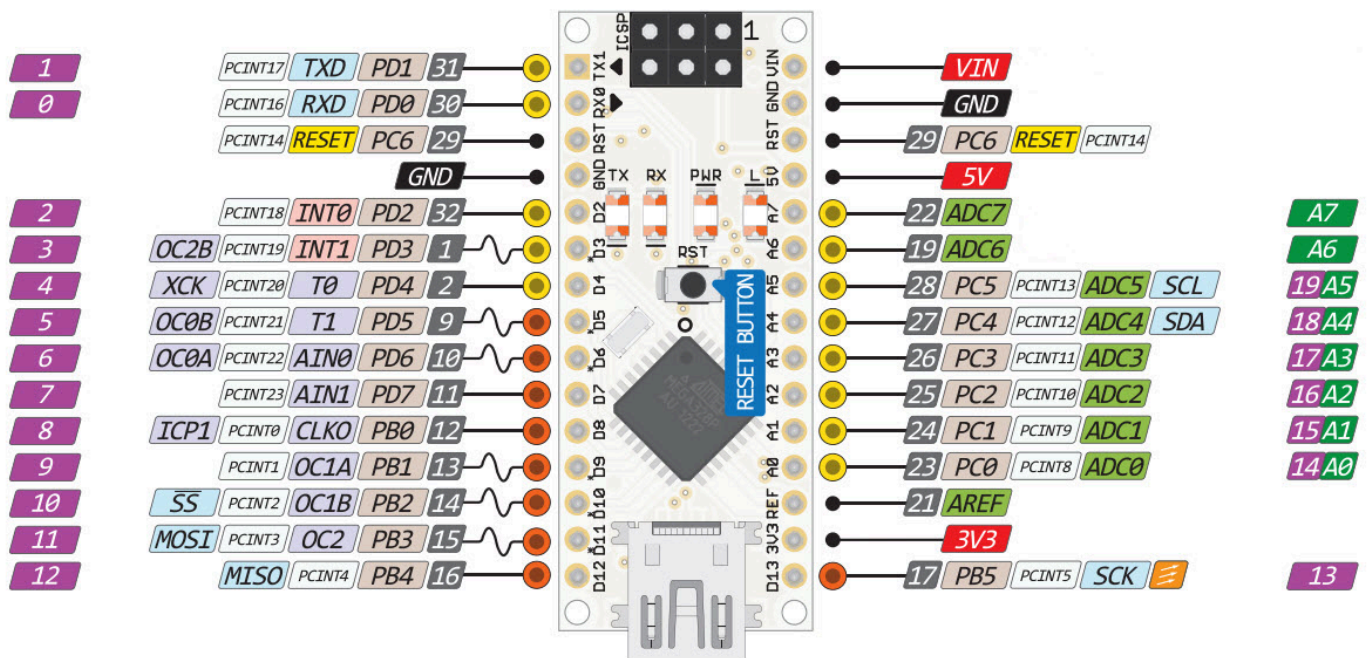 ICSP 1
1 PCINT17 TXD PD1 31 TX1 VIN VIN
0 PCINT16 RXD PD0 30 RX0 GND GND
PCINT14 RESET PC6 29 RST RST 29 PC6 RESET PCINT14
GND GND TX RX PWR L 5V 5V
2 PCINT18 INT0 PD2 32 D2 A7 22 ADC7 A7
3 OC2B PCINT19 INT1 PD3 1 D3 RST A6 19 ADC6 A6
4 XCK PCINT20 T0 PD4 2 D4 A5 28 PC5 PCINT13 ADC5 SCL 19 A5
5 OC0B PCINT21 T1 PD5 9 D5 A4 27 PC4 PCINT12 ADC4 SDA 18 A4
6 OC0A PCINT22 AIN0 PD6 10 D6 A3 26 PC3 PCINT11 ADC3 17 A3
RESET BUTTON
7 PCINT23 AIN1 PD7 11 D7 A2 25 PC2 PCINT10 ADC2 16 A2
8 ICP1 PCINT0 CLKO PB0 12 D8 A1 24 PC1 PCINT9 ADC1 15 A1
9 PCINT1 OC1A PB1 13 D9 A0 23 PC0 PCINT8 ADC0 14 A0
10 SS PCINT2 OC1B PB2 14 D10 REF 21 AREF
11 MOSI PCINT3 OC2 PB3 15 D11 3V3 3V3
12 MISO PCINT4 PB4 16 D12 D13 17 PB5 PCINT5 SCK 13